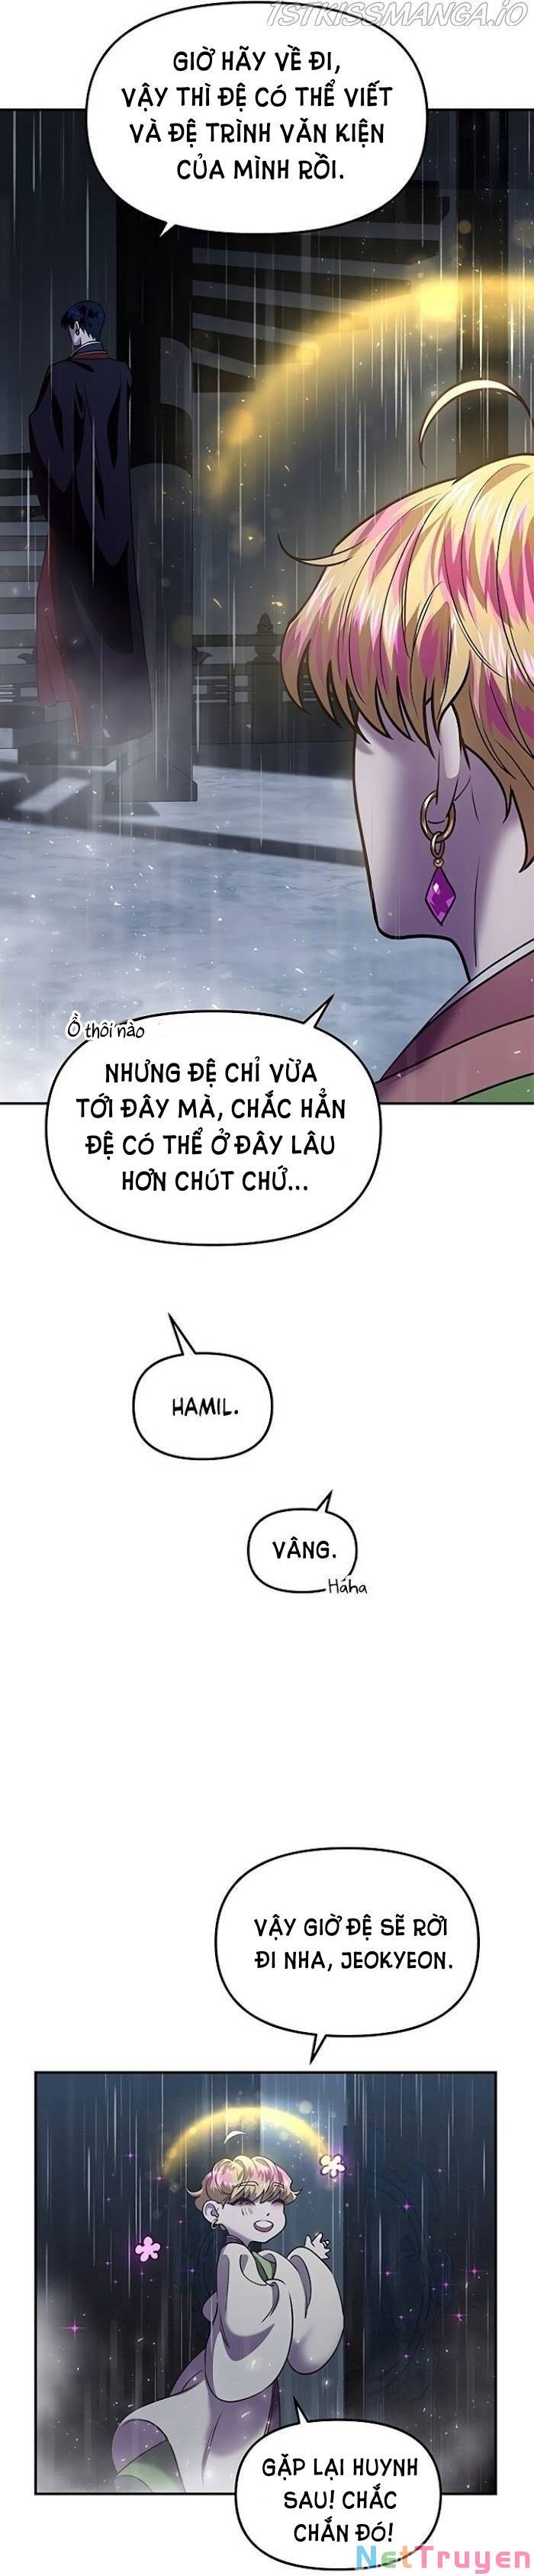 ISTKISSMANGA.iO
GIỜ HÃY VỀ ĐI,
VẬY THÌ ĐỆ CÓ THỂ VIẾT
VÀ ĐỆ TRÌNH VĂN KIỆN
CỦA MÌNH RỒI.
Ồ thôi nào
NHƯNG ĐỆ CHỈ VỪA
TỚI ĐÂY MÀ, CHẮC HẲN
ĐỆ CÓ THỂ Ở ĐÂY LÂU
HƠN CHÚT CHỨ...
HAMIL.
VÂNG.
Háha
VẬY GIỜ ĐỆ SẼ RỜI
ĐI NHA, JEOKYEON.
GẶP LẠI HUYNH
SAU! CHẮC
CHẮN ĐÓ!
NetTruyen